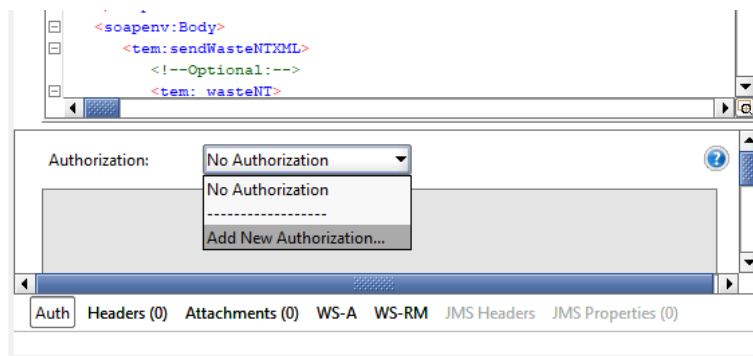 <soapenv:Body>
<tem:sendWasteNTXML>
<!--Optional:-->
<tem: wasteNT>
Authorization:
No Authorization
No Authorization
------------------
Add New Authorization...
Auth Headers (0) Attachments (0) WS-A WS-RM JMS Headers JMS Properties (0)